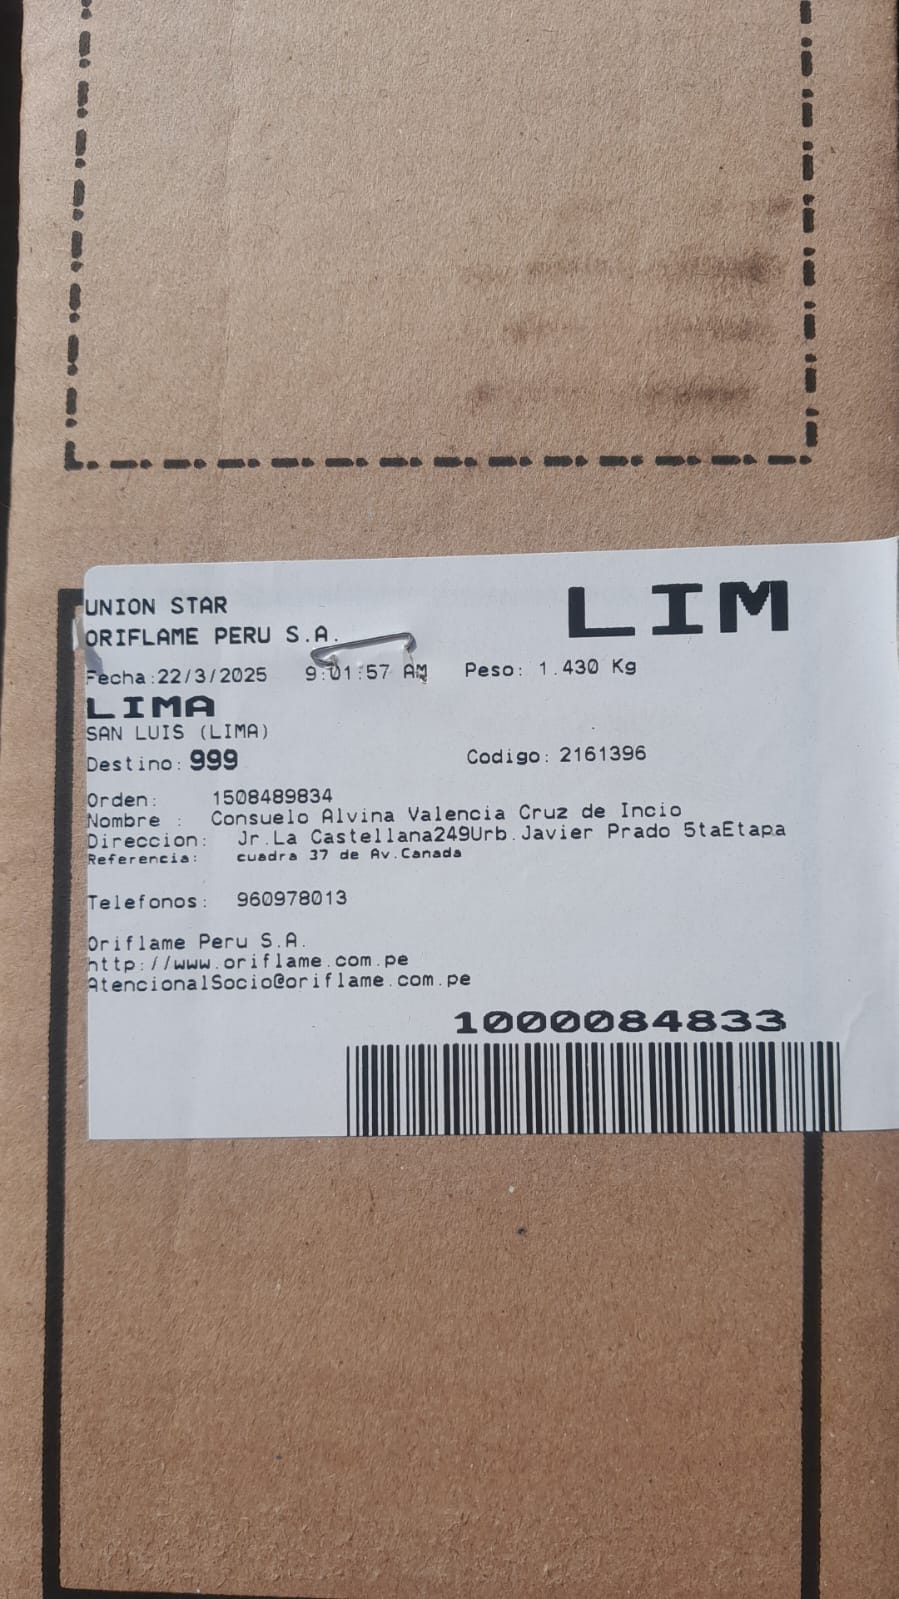 UNION STAR
LIM
ORIFLAME PERU S.A.
Fecha:22/3/2025 9:01:57 AM Peso: 1.430 Kg
LIMA
SAN LUIS (LIMA)
Destino: 999 Codigo: 2161396
Orden: 1508489834
Nombre : Consuelo Alvina Valencia Cruz de Incio
Direccion: Jr.La Castellana249Urb.Javier Prado 5taEtapa
Referencia: cuadra 37 de Av.Canada
Telefonos: 960978013
Oriflame Peru S.A.
http://www.oriflame.com.pe
AtencionalSocio@oriflame.com.pe
1000084833